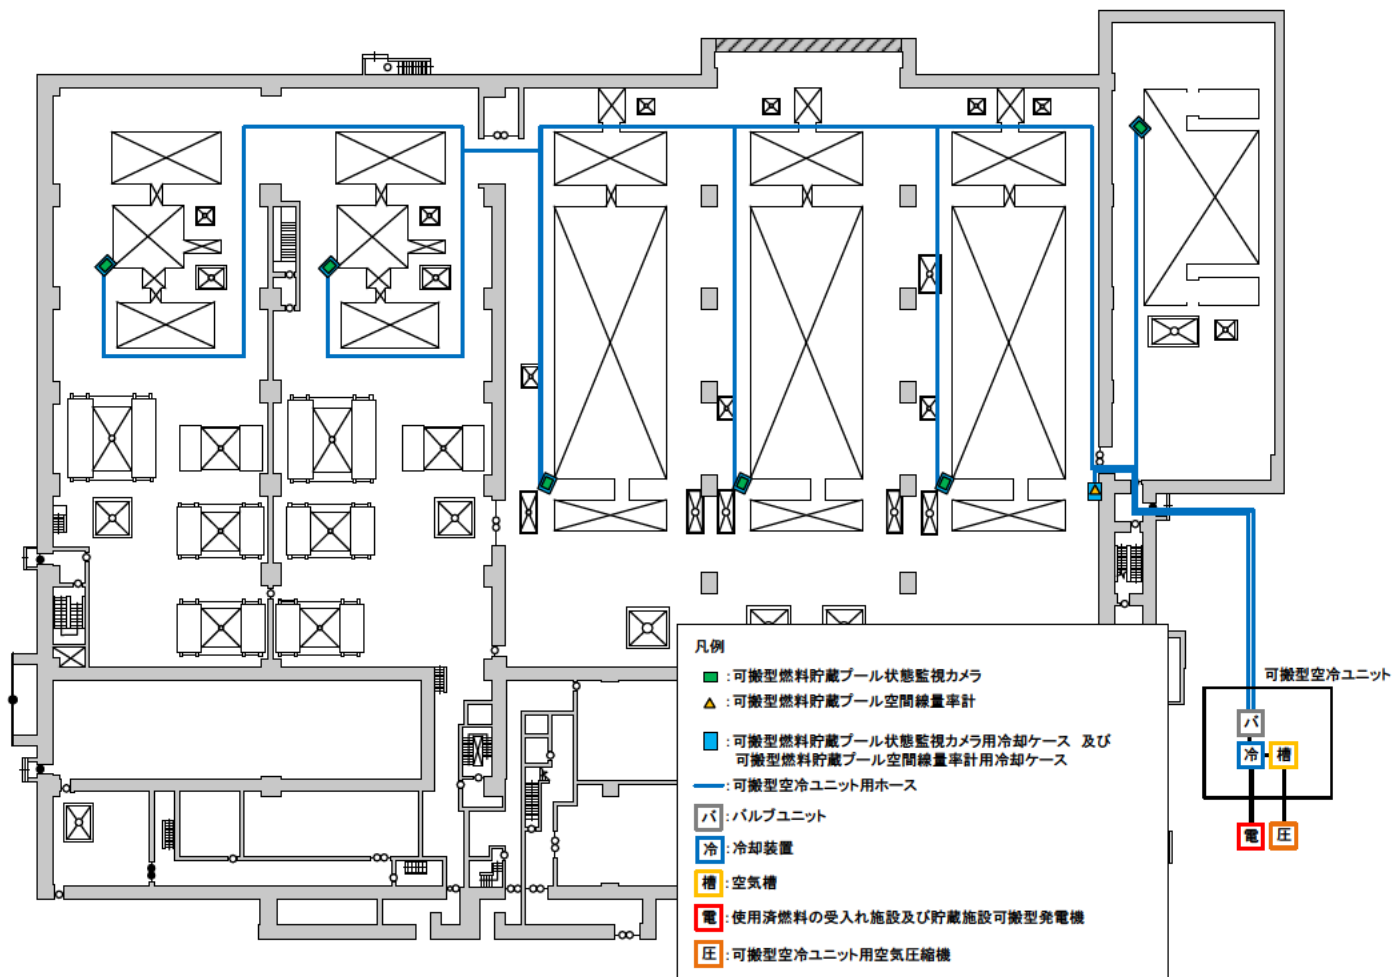 凡例
：可搬型燃料貯蔵プール状態監視カメラ
：可搬型燃料貯蔵プール空間線量率計
：可搬型燃料貯蔵プール状態監視カメラ用冷却ケース 及び
可搬型燃料貯蔵プール空間線量率計用冷却ケース
：可搬型空冷ユニット用ホース
バ：バルブユニット
冷：冷却装置
槽：空気槽
電：使用済燃料の受入れ施設及び貯蔵施設可搬型発電機
圧：可搬型空冷ユニット用空気圧縮機
可搬型空冷ユニット
バ
冷 槽
電 圧